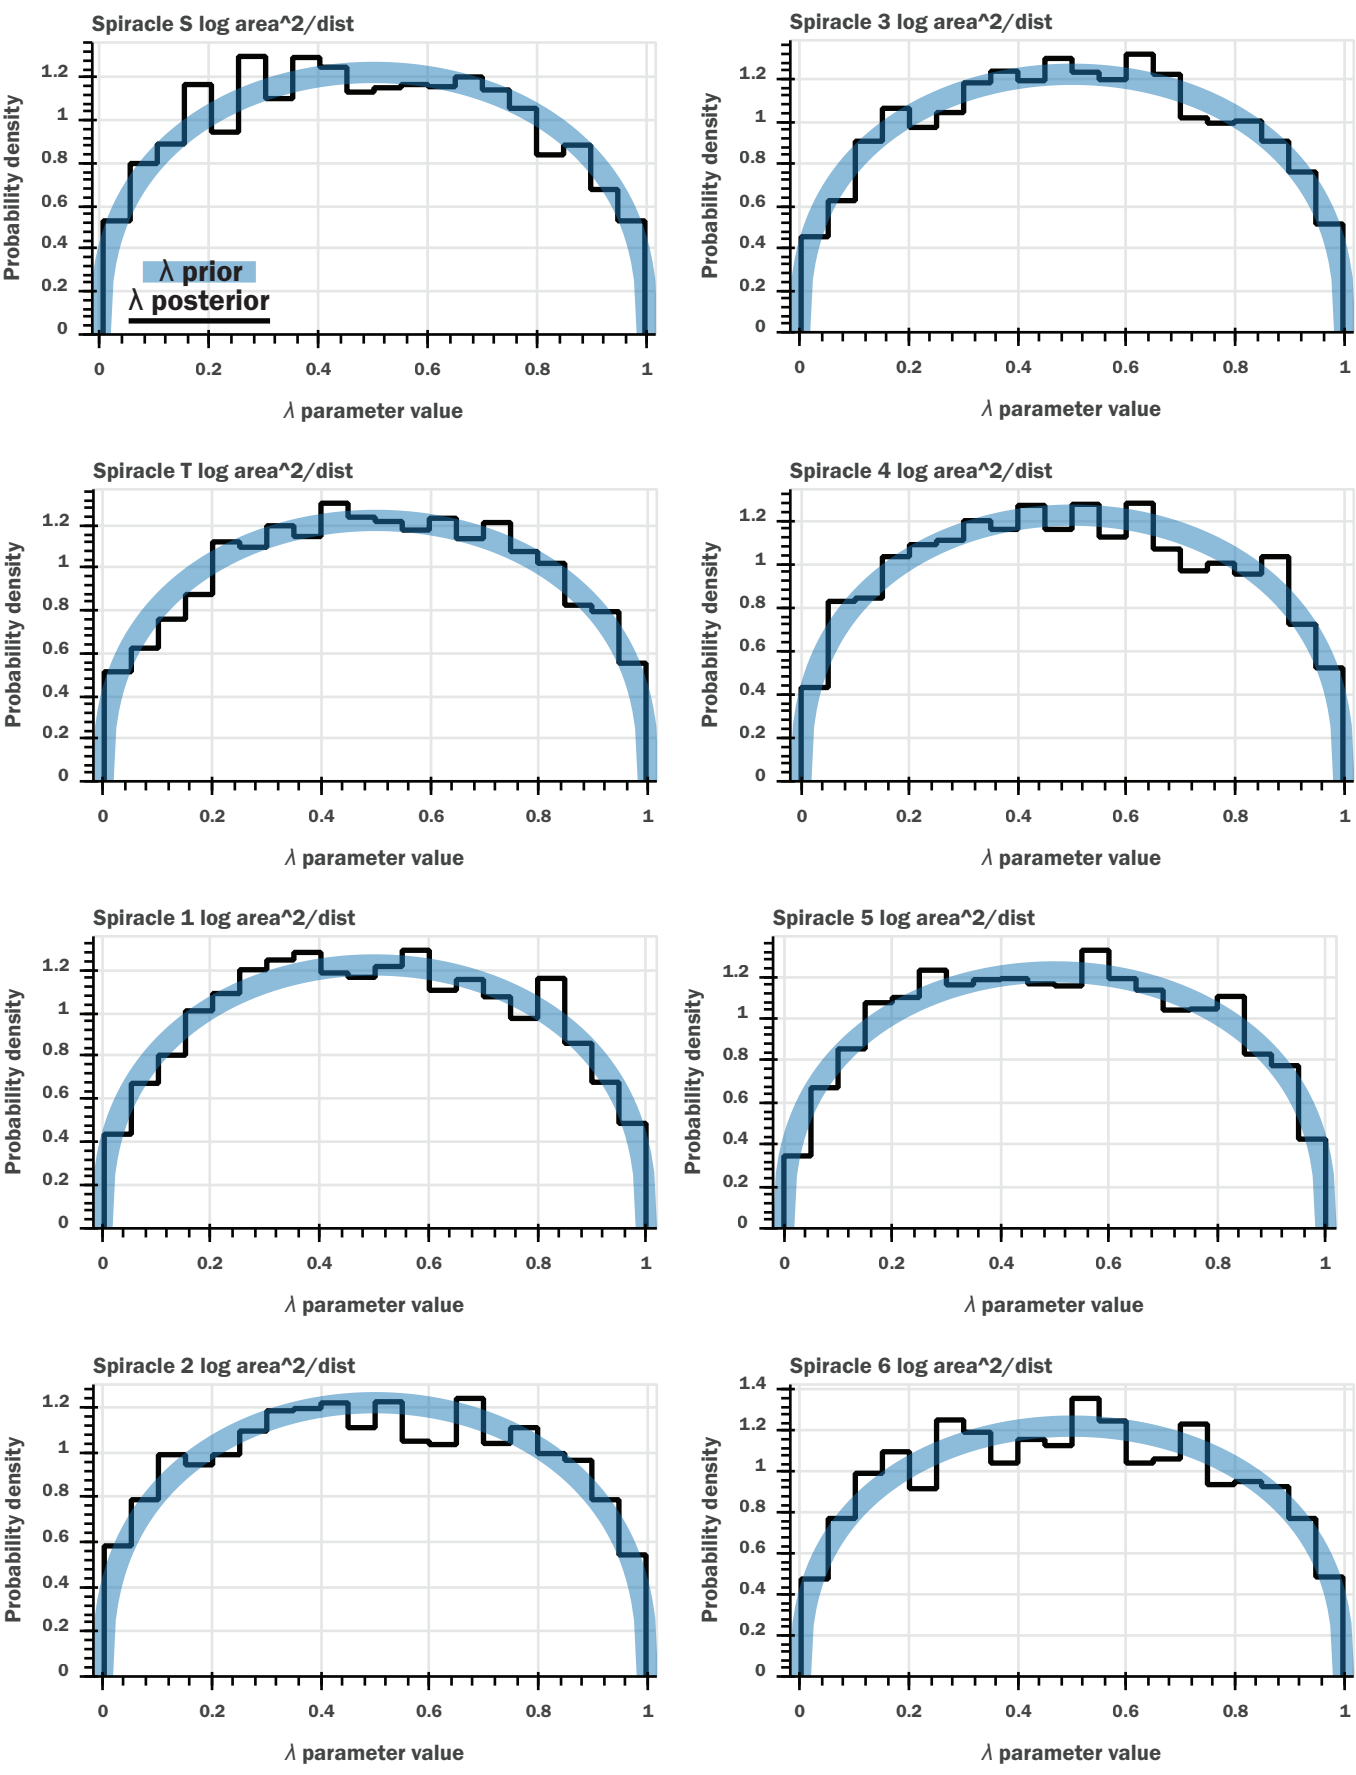 Spiracle S log area^2/dist
Probability density
1.2
1
0.8
0.6
0.4
0.2
0
λ prior
λ posterior
0 0.2 0.4 0.6 0.8 1
λ parameter value
Spiracle 3 log area^2/dist
Probability density
1.2
1
0.8
0.6
0.4
0.2
0
0 0.2 0.4 0.6 0.8 1
λ parameter value
Spiracle T log area^2/dist
Probability density
1.2
1
0.8
0.6
0.4
0.2
0
0 0.2 0.4 0.6 0.8 1
λ parameter value
Spiracle 4 log area^2/dist
Probability density
1.2
1
0.8
0.6
0.4
0.2
0
0 0.2 0.4 0.6 0.8 1
λ parameter value
Spiracle 1 log area^2/dist
Probability density
1.2
1
0.8
0.6
0.4
0.2
0
0 0.2 0.4 0.6 0.8 1
λ parameter value
Spiracle 5 log area^2/dist
Probability density
1.2
1
0.8
0.6
0.4
0.2
0
0 0.2 0.4 0.6 0.8 1
λ parameter value
Spiracle 2 log area^2/dist
Probability density
1.2
1
0.8
0.6
0.4
0.2
0
0 0.2 0.4 0.6 0.8 1
λ parameter value
Spiracle 6 log area^2/dist
Probability density
1.4
1.2
1
0.8
0.6
0.4
0.2
0
0 0.2 0.4 0.6 0.8 1
λ parameter value